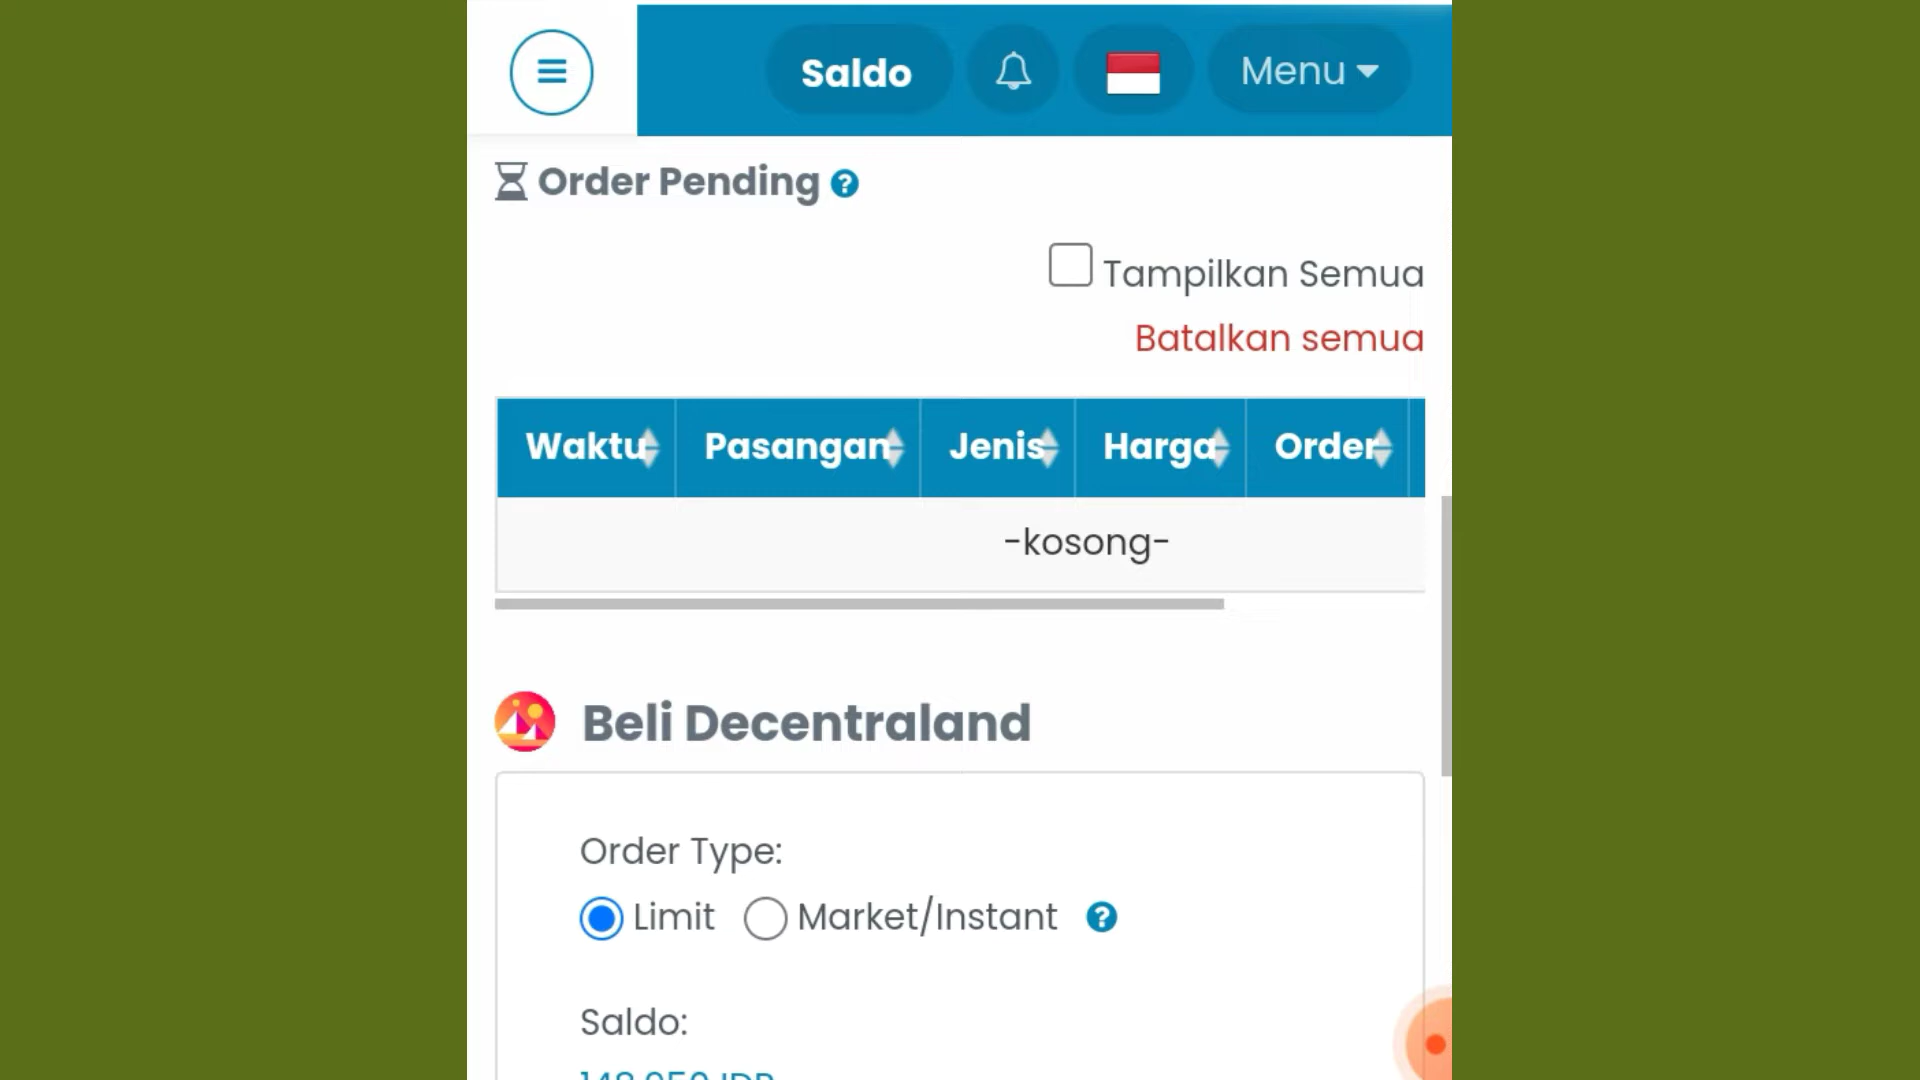 Saldo Menu
Order Pending ?
Tampilkan Semua
Batalkan semua
Waktu Pasangan Jenis Harga Order
-kosong-
Beli Decentraland
Order Type:
Limit Market/Instant ?
Saldo: